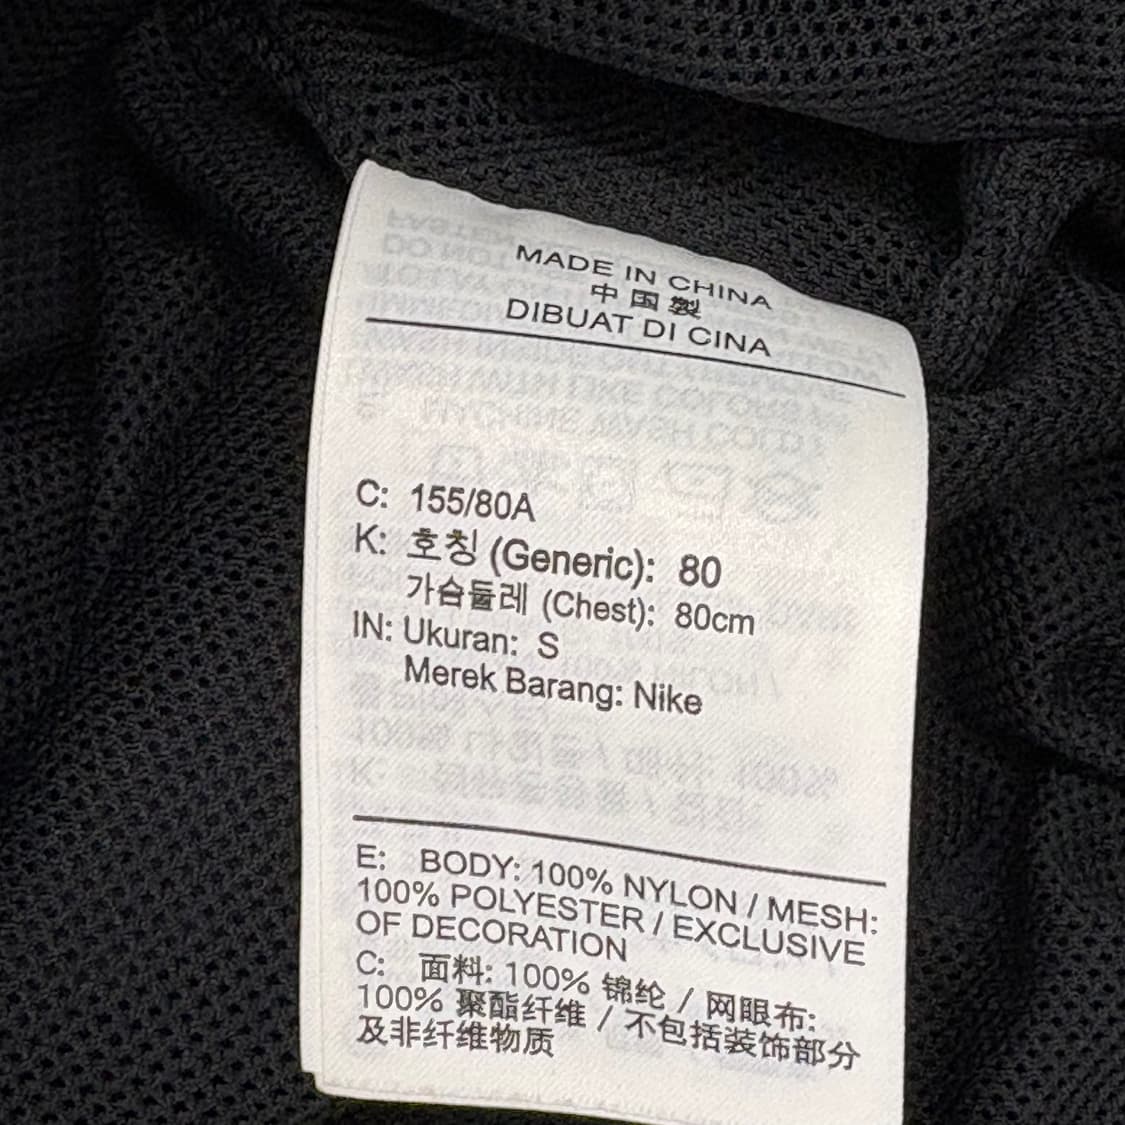 MADE IN CHINA
中国製
DIBUAT DI CINA
C: 155/80A
K: 호칭 (Generic): 80
가슴둘레 (Chest): 80cm
IN: Ukuran: S
Merek Barang: Nike
E: BODY: 100% NYLON / MESH:
100% POLYESTER / EXCLUSIVE
OF DECORATION
C: 面料: 100% 锦纶 / 网眼布:
100% 聚酯纤维 / 不包括装饰部分
及非纤维物质